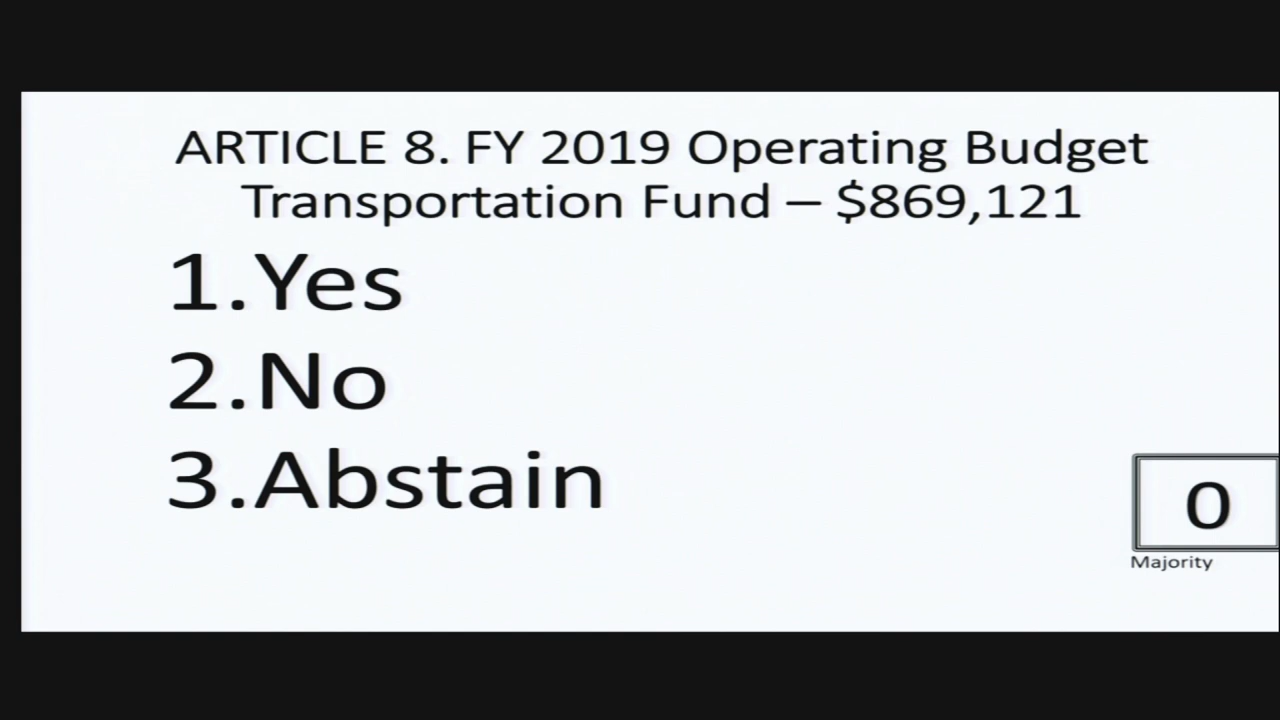 ARTICLE 8. FY 2019 Operating Budget
Transportation Fund – $869,121
1.Yes
2.No
3.Abstain
0
Majority